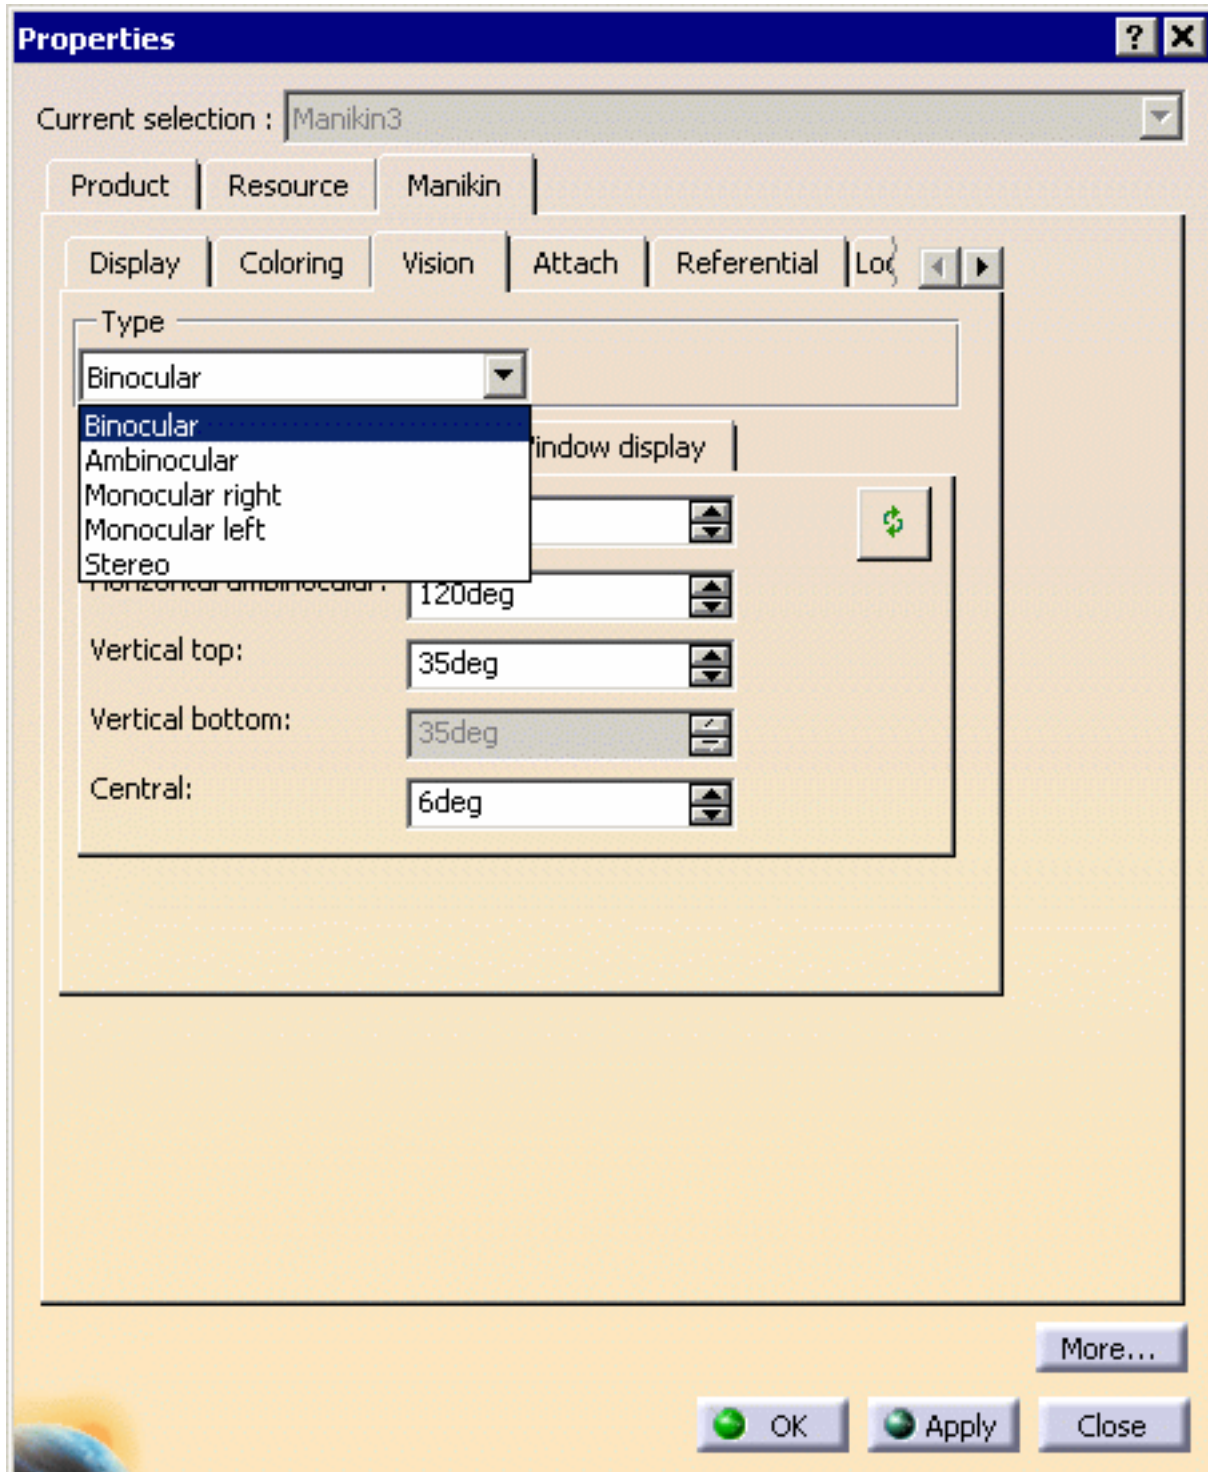 Properties
Current selection : Manikin3
Product Resource Manikin
Display Coloring Vision Attach Referential
Type
Binocular
Binocular
Ambinocular
Monocular right
Monocular left
Stereo
display
120deg
Vertical top: 35deg
Vertical bottom: 35deg
Central: 6deg
More...
OK Apply Close